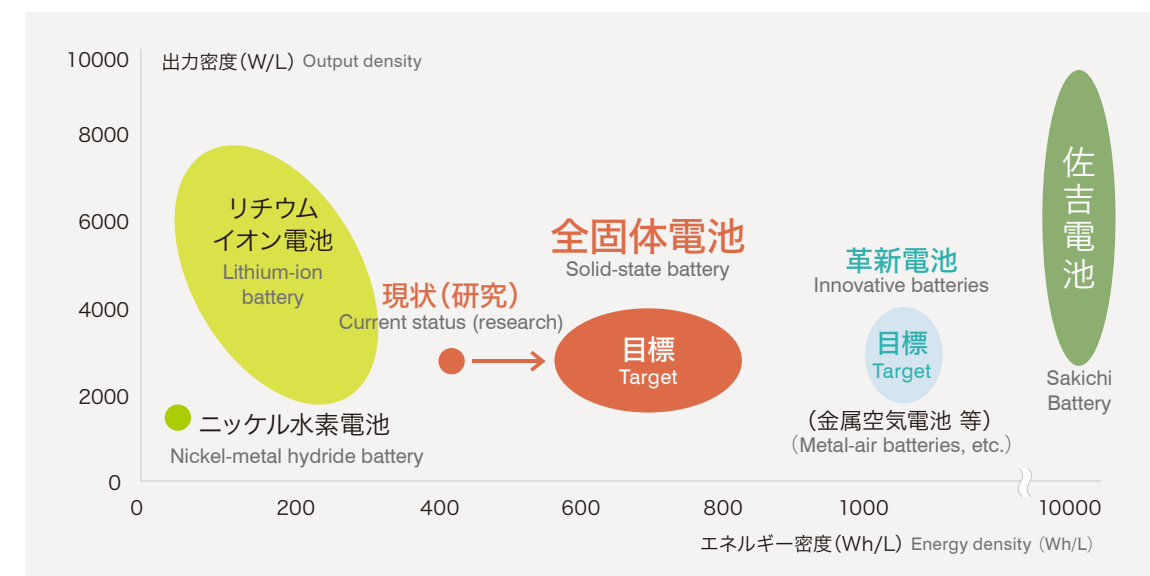 10000
出力密度(W/L) Output density
8000
6000
4000
2000
0
リチウム
イオン電池
Lithium-ion
battery
ニッケル水素電池
Nickel-metal hydride battery
現状(研究)
Current status (research)
全固体電池
Solid-state battery
目標
Target
革新電池
Innovative batteries
目標
Target
(金属空気電池 等)
(Metal-air batteries, etc.)
佐吉電池
Sakichi
Battery
0 200 400 600 800 1000 10000
エネルギー密度(Wh/L) Energy density (Wh/L)